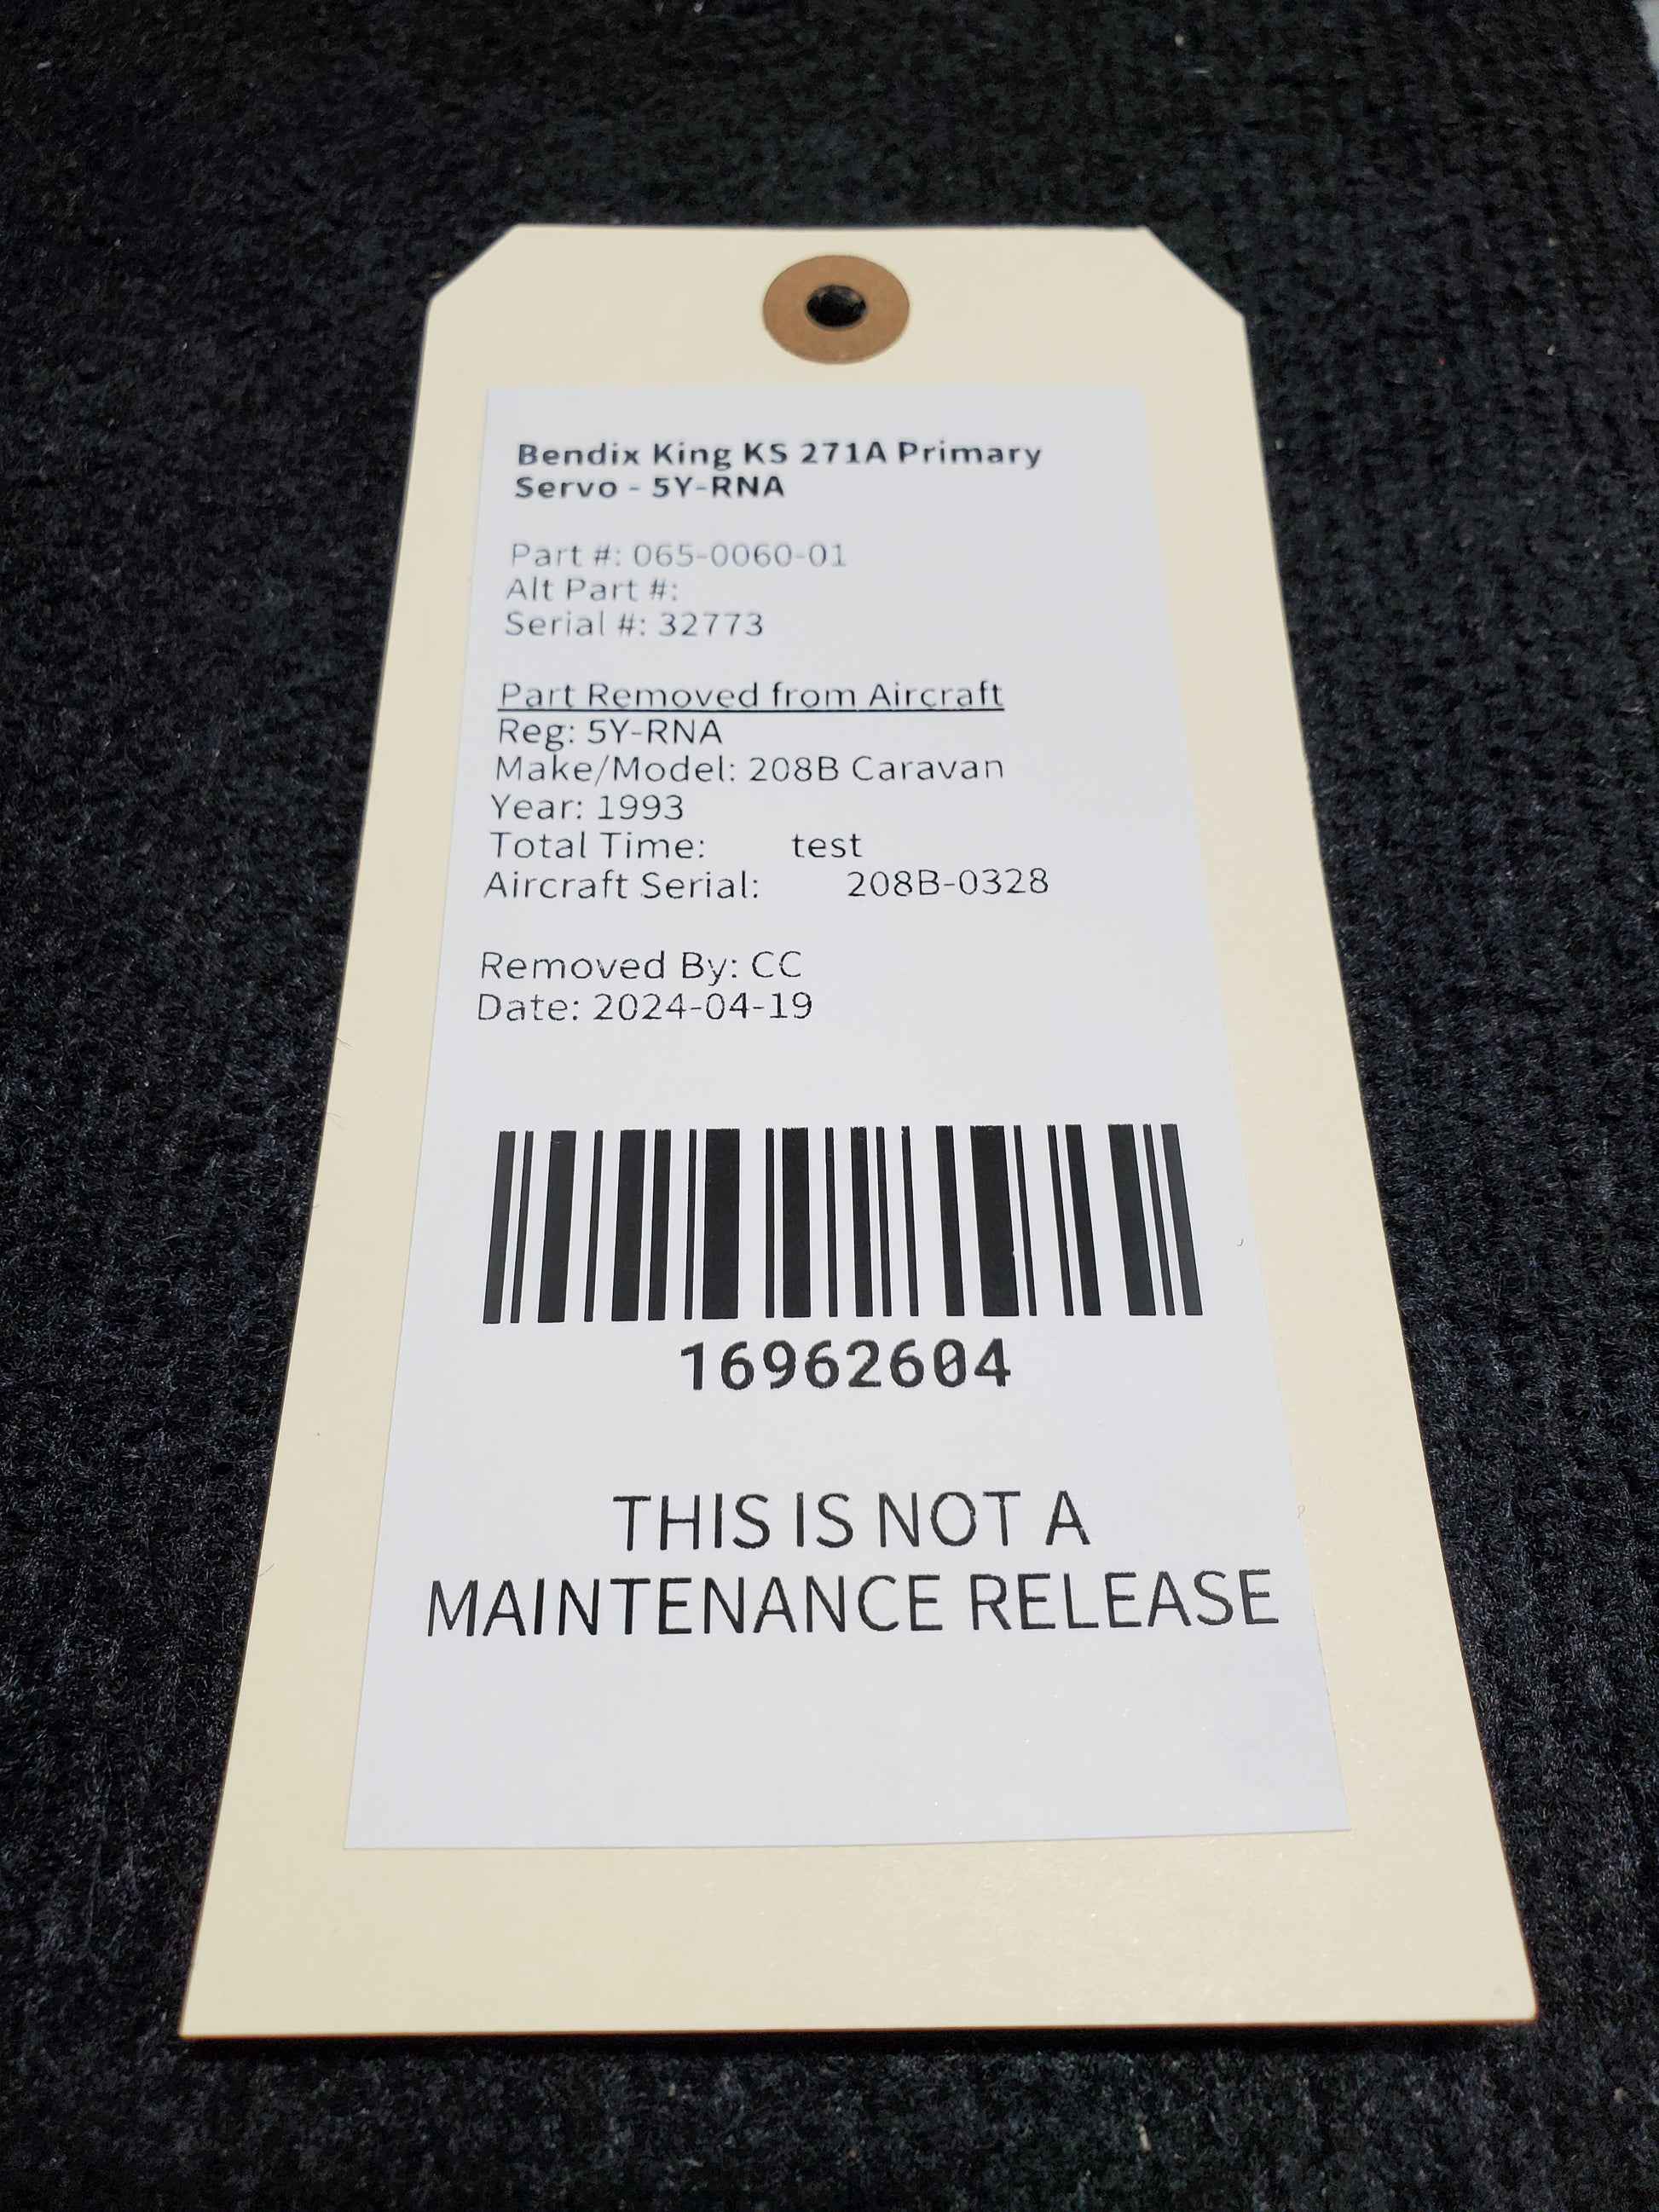 Bendix King KS 271A Primary
Servo - 5Y-RNA
Part #: 065-0060-01
Alt Part #:
Serial #: 32773
Part Removed from Aircraft
Reg: 5Y-RNA
Make/Model: 208B Caravan
Year: 1993
Total Time: test
Aircraft Serial: 208B-0328
Removed By: CC
Date: 2024-04-19
16962604
THIS IS NOT A
MAINTENANCE RELEASE